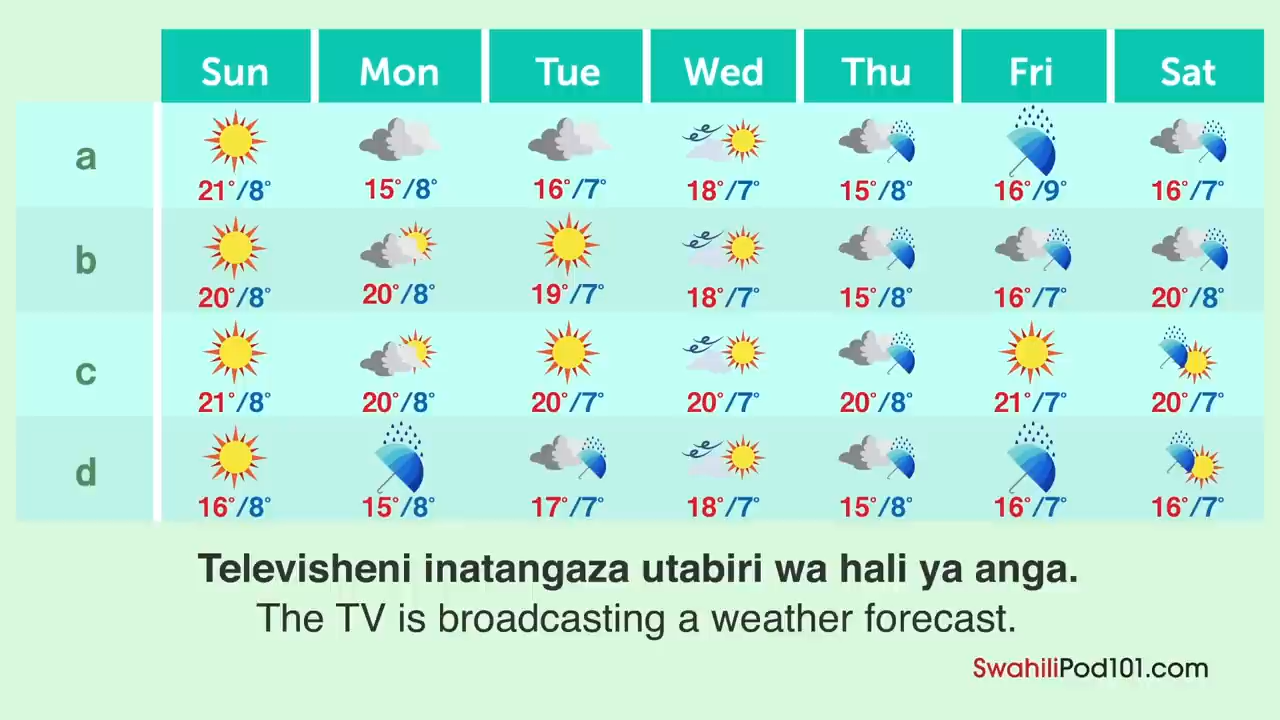 Sun Mon Tue Wed Thu Fri Sat
a 21°/8° 15°/8° 16°/7° 18°/7° 15°/8° 16°/9° 16°/7°
b 20°/8° 20°/8° 19°/7° 18°/7° 15°/8° 16°/7° 20°/8°
c 21°/8° 20°/8° 20°/7° 20°/7° 20°/8° 21°/7° 20°/7°
d 16°/8° 15°/8° 17°/7° 18°/7° 15°/8° 16°/7° 16°/7°
Televisheni inatangaza utabiri wa hali ya anga.
The TV is broadcasting a weather forecast.
SwahiliPod101.com